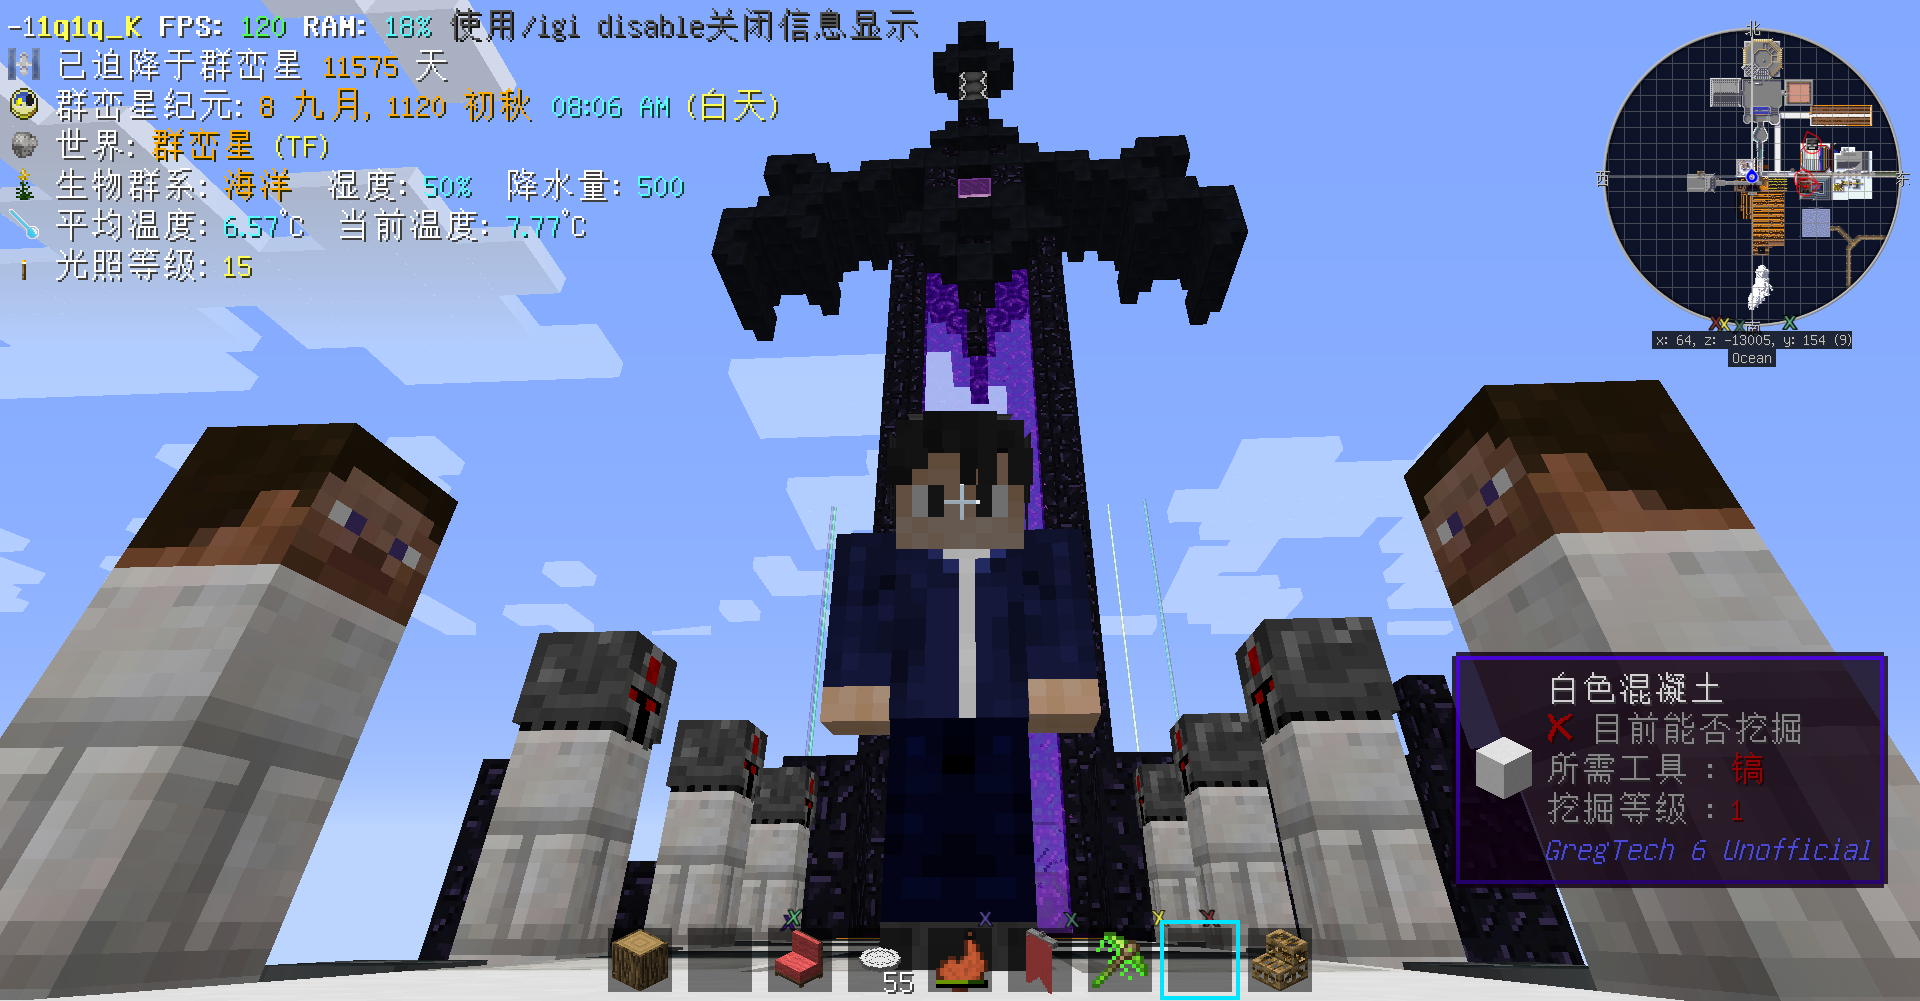 -11q1q_K FPS: 120 RAM: 18% 使用/igi disable关闭信息显示
已迫降于群峦星 11575 天
群峦星纪元: 8 九月, 1120 初秋 08:06 AM (白天)
世界: 群峦星 (TF)
生物群系: 海洋 湿度: 50% 降水量: 500
平均温度: 6.57℃ 当前温度: 7.77℃
光照等级: 15
北
西
东
南
x: 64, z: -13005, y: 154 (9)
Ocean
白色混凝土
目前能否挖掘
所需工具 : 镐
挖掘等级 : 1
GregTech 6 Unofficial
55